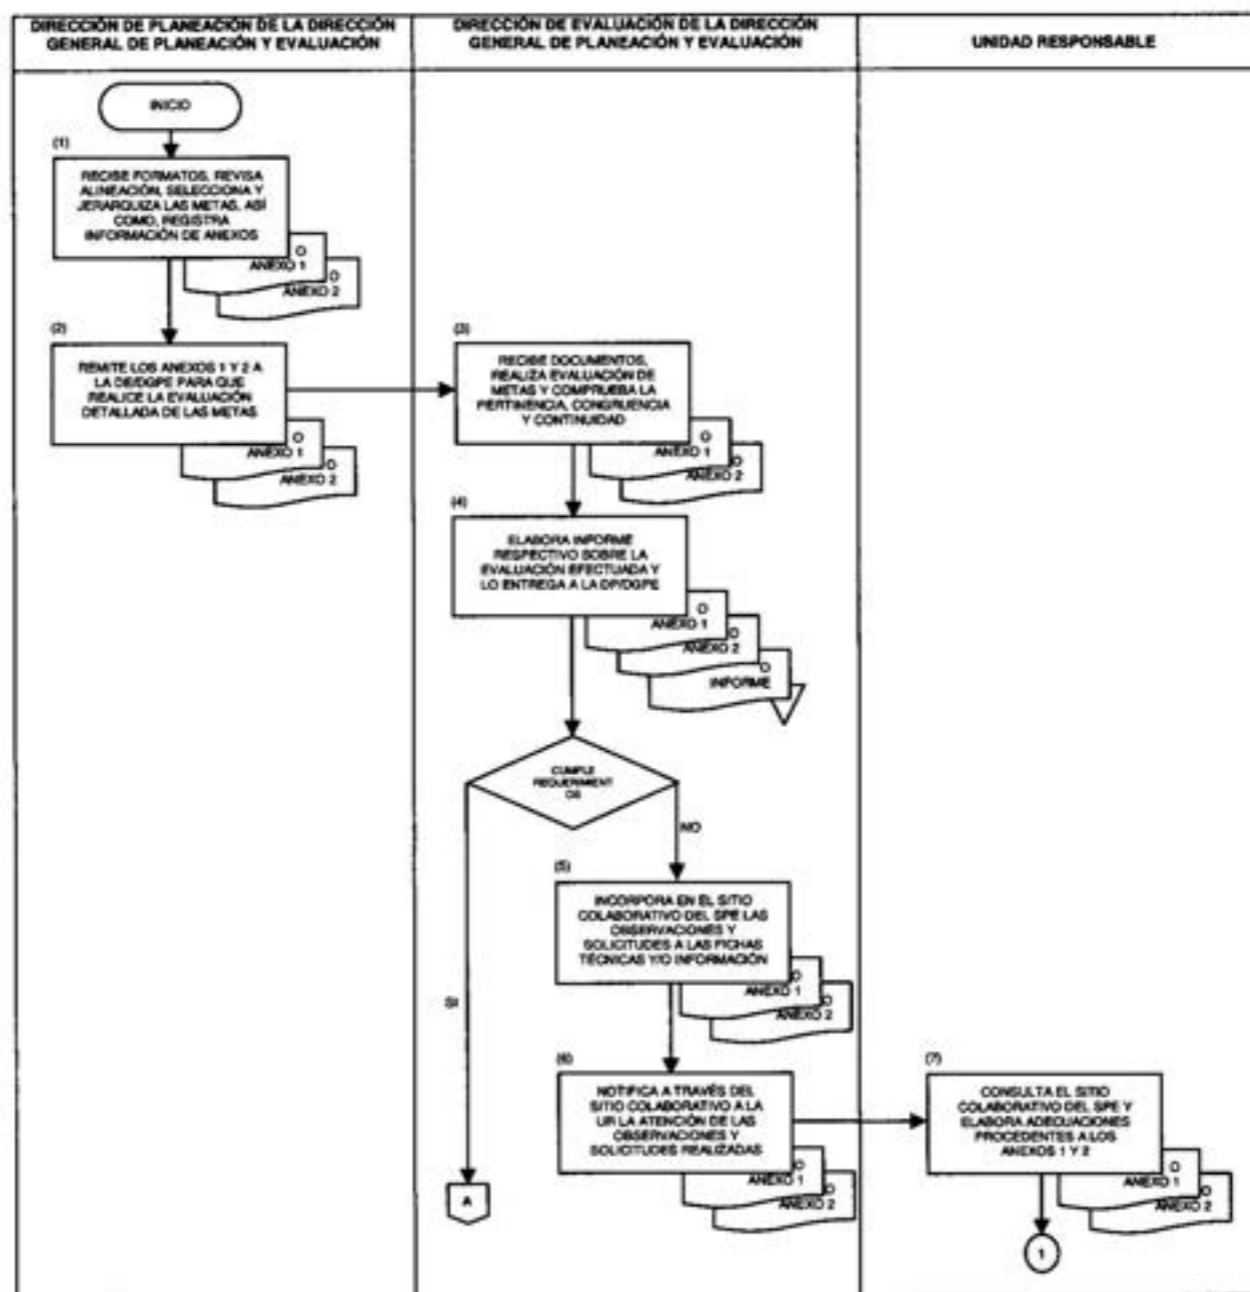 DIRECCIÓN DE PLANEACIÓN DE LA DIRECCIÓN
GENERAL DE PLANEACIÓN Y EVALUACIÓN
DIRECCIÓN DE EVALUACIÓN DE LA DIRECCIÓN
GENERAL DE PLANEACIÓN Y EVALUACIÓN
UNIDAD RESPONSABLE
INICIO
(1)
RECIBE FORMATOS, REVISA
ALINEACIÓN, SELECCIONA Y
JERARQUIZA LAS METAS, ASÍ
COMO, REGISTRA
INFORMACIÓN DE ANEXOS
O
ANEXO 1
O
ANEXO 2
(2)
REMITE LOS ANEXOS 1 Y 2 A
LA DE/DGPE PARA QUE
REALICE LA EVALUACIÓN
DETALLADA DE LAS METAS
O
ANEXO 1
O
ANEXO 2
(3)
RECIBE DOCUMENTOS,
REALIZA EVALUACIÓN DE
METAS Y COMPRUEBA LA
PERTINENCIA, CONGRUENCIA
Y CONTINUIDAD
O
ANEXO 1
O
ANEXO 2
(4)
ELABORA INFORME
RESPECTIVO SOBRE LA
EVALUACIÓN EFECTUADA Y
LO ENTREGA A LA DP/DGPE
O
ANEXO 1
O
ANEXO 2
O
INFORME
CUMPLE
REQUERIMIENT
OS
NO
SI
(5)
INCORPORA EN EL SITIO
COLABORATIVO DEL SPE LAS
OBSERVACIONES Y
SOLICITUDES A LAS FICHAS
TÉCNICAS Y/O INFORMACIÓN
O
ANEXO 1
O
ANEXO 2
(6)
NOTIFICA A TRAVÉS DEL
SITIO COLABORATIVO A LA
UR LA ATENCIÓN DE LAS
OBSERVACIONES Y
SOLICITUDES REALIZADAS
O
ANEXO 1
O
ANEXO 2
(7)
CONSULTA EL SITIO
COLABORATIVO DEL SPE Y
ELABORA ADECUACIONES
PROCEDENTES A LOS
ANEXOS 1 Y 2
O
ANEXO 1
O
ANEXO 2
A
1